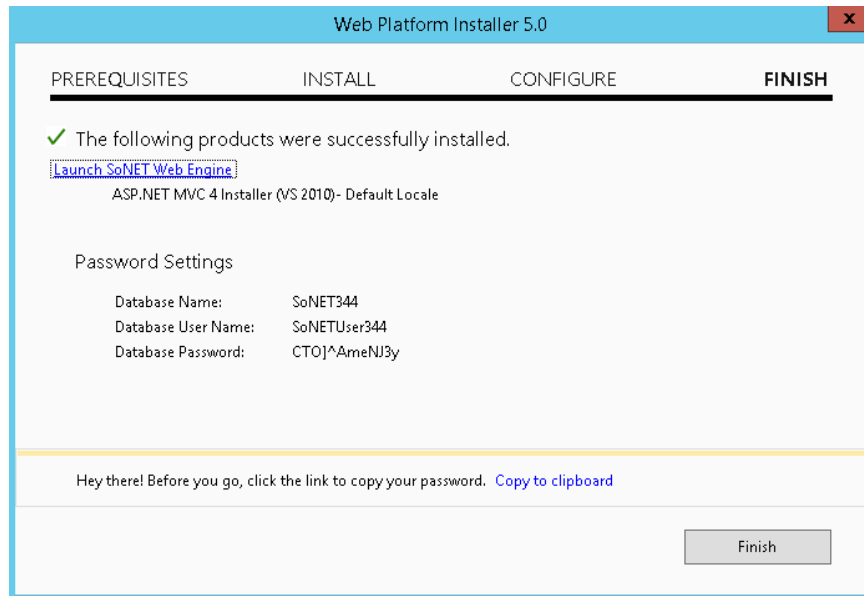 Web Platform Installer 5.0
x
PREREQUISITES INSTALL CONFIGURE FINISH
The following products were successfully installed.
Launch SoNET Web Engine
ASP.NET MVC 4 Installer (VS 2010)- Default Locale
Password Settings
Database Name: SoNET344
Database User Name: SoNETUser344
Database Password: CTO]^AmeNJ3y
Hey there! Before you go, click the link to copy your password. Copy to clipboard
Finish